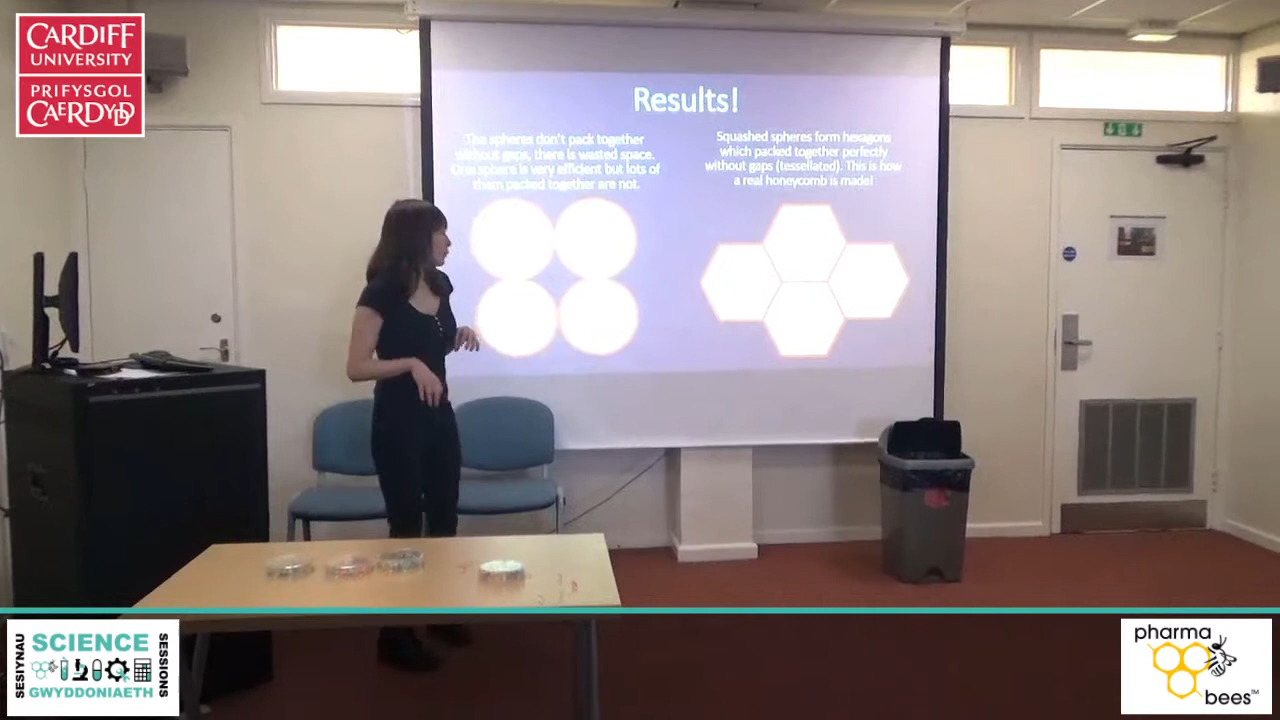 CARDIFF
UNIVERSITY
PRIFYSGOL
CAERDYDD
Results!
The spheres don't pack together
without gaps, there is wasted space.
One sphere is very efficient but lots of
them packed together are not.
Squashed spheres form hexagons
which packed together perfectly
without gaps (tessellated). This is how
a real honeycomb is made!
SESIYNAU
SCIENCE
GWYDDONIAETH
SESSIONS
pharma
bees™